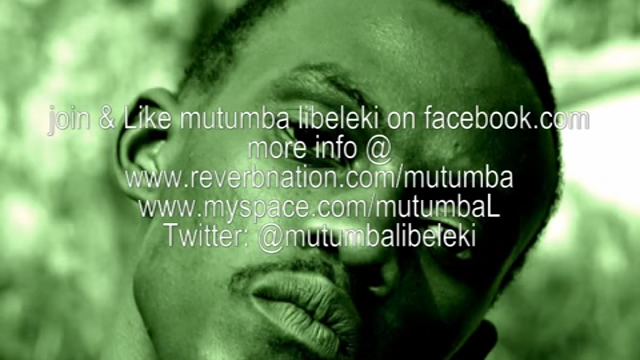 join & Like mutumba libeleki on facebook.com
more info @
www.reverbnation.com/mutumba
www.myspace.com/mutumbaL
Twitter: @mutumbalibeleki